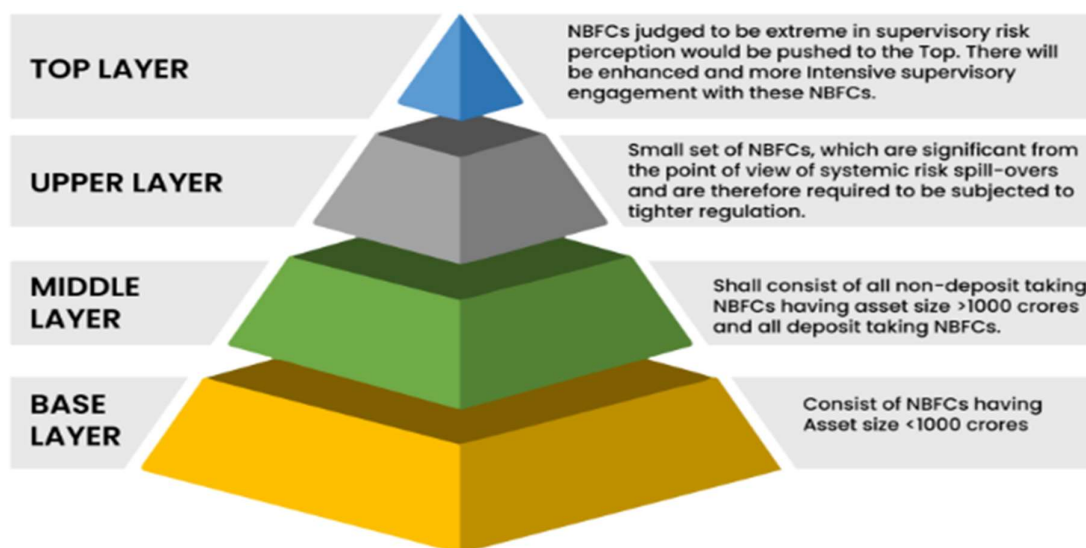 TOP LAYER
NBFCs judged to be extreme in supervisory risk
perception would be pushed to the Top. There will
be enhanced and more Intensive supervisory
engagement with these NBFCs.
UPPER LAYER
Small set of NBFCs, which are significant from
the point of view of systemic risk spill-overs
and are therefore required to be subjected to
tighter regulation.
MIDDLE
LAYER
Shall consist of all non-deposit taking
NBFCs having asset size >1000 crores
and all deposit taking NBFCs.
BASE
LAYER
Consist of NBFCs having
Asset size <1000 crores